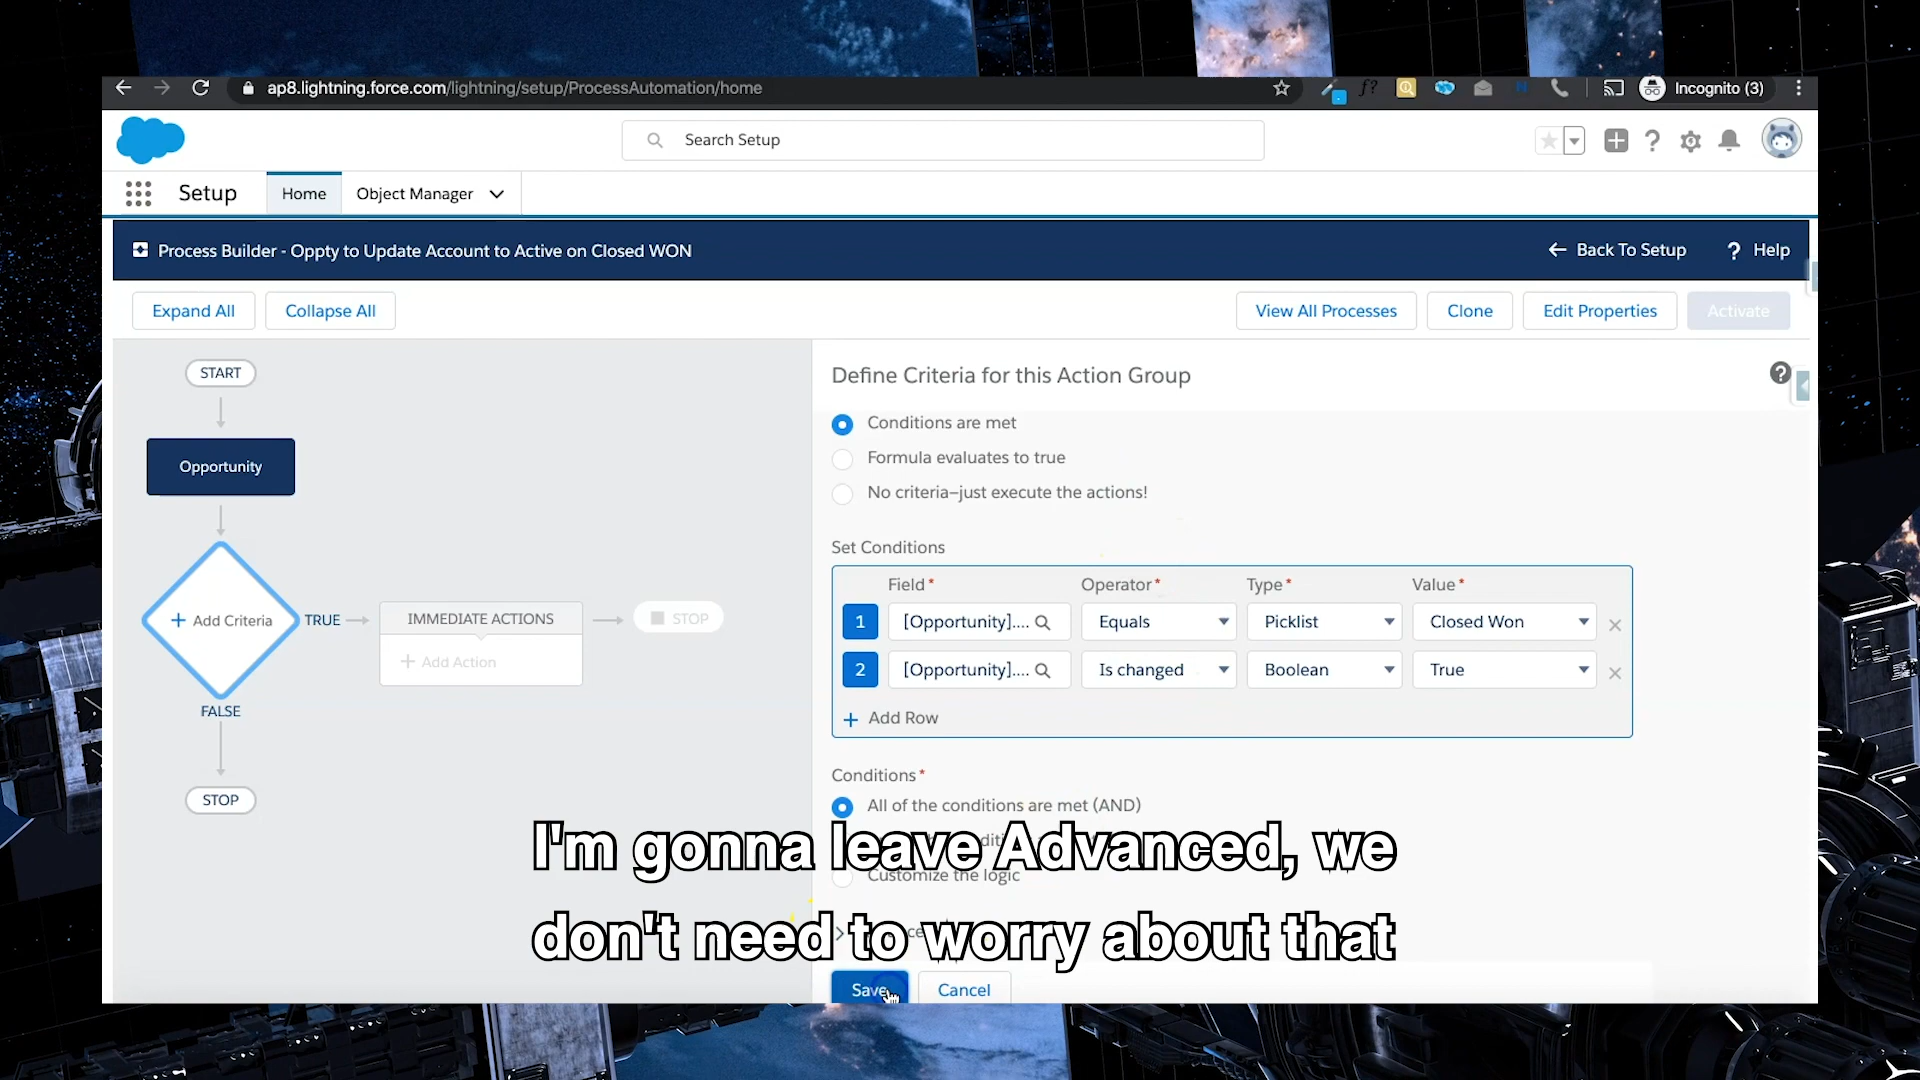 ap8.lightning.force.com/lightning/setup/ProcessAutomation/home
f?
Incognito (3)
Search Setup
Setup
Home
Object Manager
Process Builder - Oppty to Update Account to Active on Closed WON
Back To Setup
? Help
Expand All
Collapse All
View All Processes
Clone
Edit Properties
Activate
START
Opportunity
+ Add Criteria
TRUE
IMMEDIATE ACTIONS
+ Add Action
STOP
FALSE
STOP
Define Criteria for this Action Group
Conditions are met
Formula evaluates to true
No criteria—just execute the actions!
Set Conditions
Field* Operator* Type* Value*
1 [Opportunity].... Equals Picklist Closed Won
2 [Opportunity].... Is changed Boolean True
+ Add Row
Conditions*
All of the conditions are met (AND)
Customize the logic
I'm gonna leave Advanced, we
don't need to worry about that
Save
Cancel